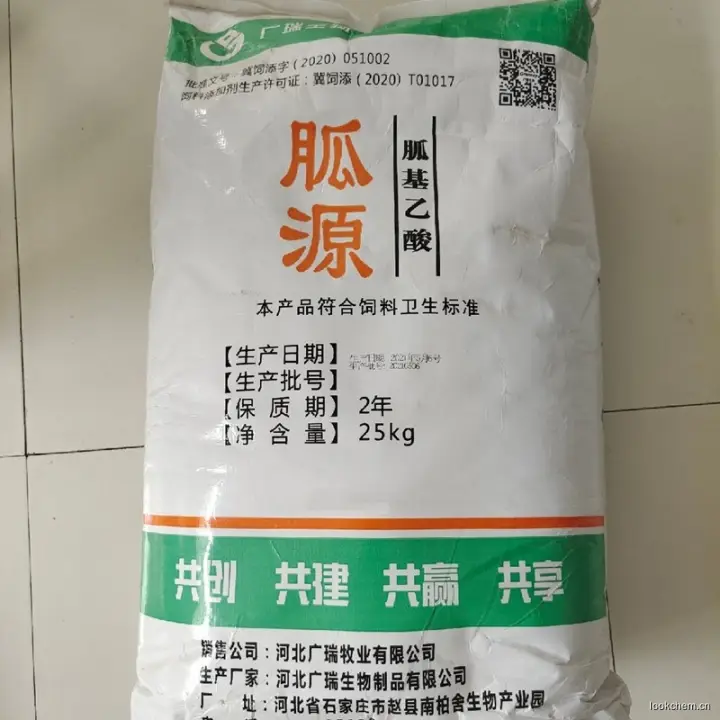 广瑞生物
批准文号：冀饲添字(2020)051002
饲料添加剂生产许可证：冀饲添(2020)T01017
胍源
胍基乙酸
本产品符合饲料卫生标准
【生产日期】
【生产批号】
【保质期】2年
【净含量】25kg
共创 共建 共赢 共享
销售公司：河北广瑞牧业有限公司
生产厂家：河北广瑞生物制品有限公司
厂 址：河北省石家庄市赵县南柏舍生物产业园
lookchem.cn